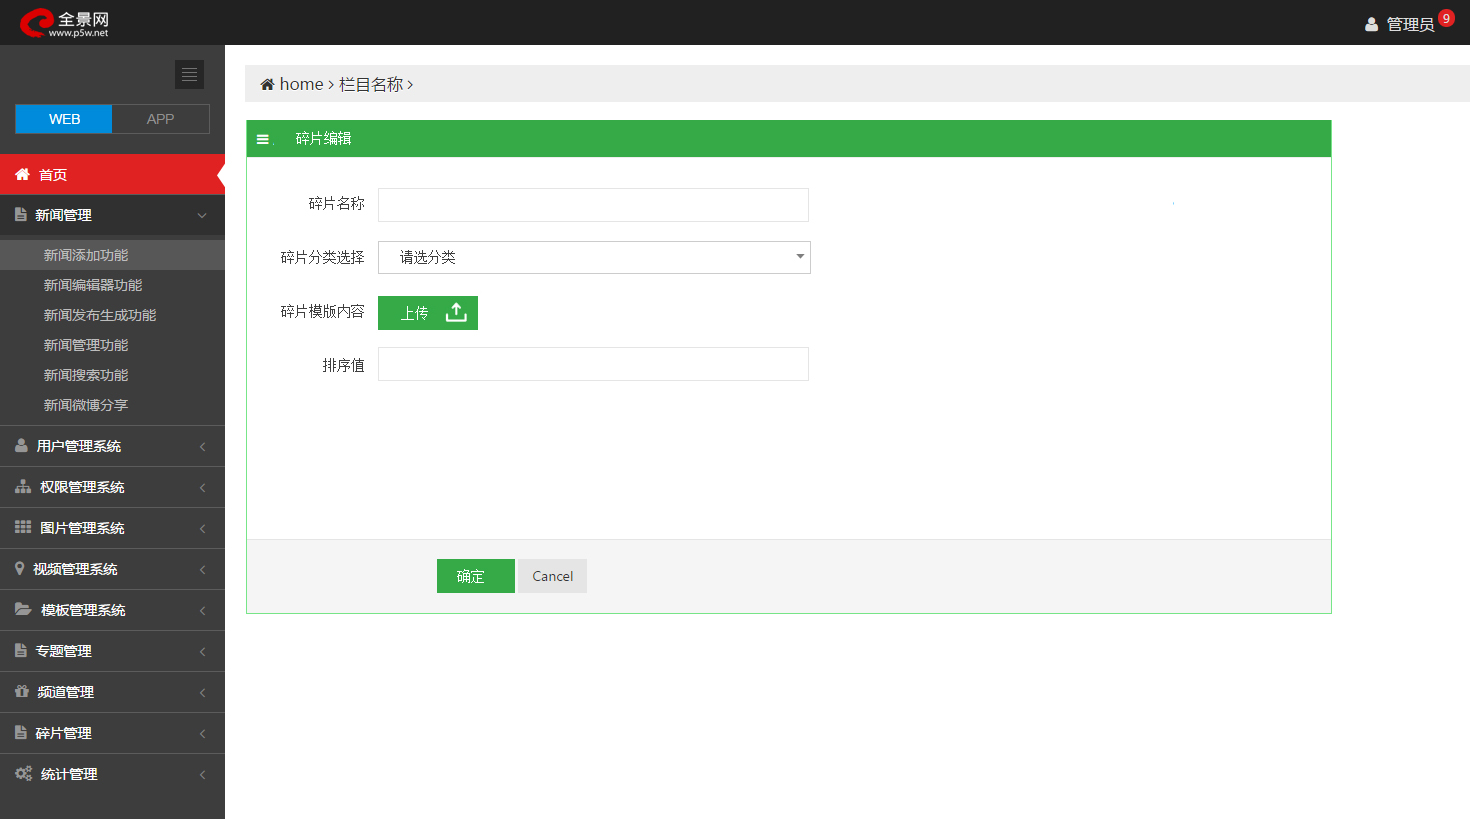 全景网
www.p5w.net
管理员 9
home > 栏目名称 >
WEB APP
首页
新闻管理
新闻添加功能
新闻编辑器功能
新闻发布生成功能
新闻管理功能
新闻搜索功能
新闻微博分享
用户管理系统
权限管理系统
图片管理系统
视频管理系统
模板管理系统
专题管理
频道管理
碎片管理
统计管理
碎片编辑
碎片名称
碎片分类选择 请选分类
碎片模版内容 上传
排序值
确定 Cancel